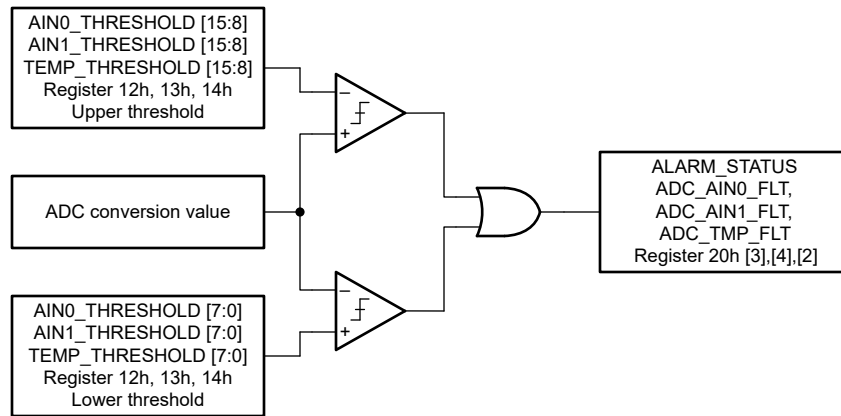 AIN0_THRESHOLD [15:8]
AIN1_THRESHOLD [15:8]
TEMP_THRESHOLD [15:8]
Register 12h, 13h, 14h
Upper threshold
−
+
ADC conversion value
ALARM_STATUS
ADC_AIN0_FLT,
ADC_AIN1_FLT,
ADC_TMP_FLT
Register 20h [3],[4],[2]
−
+
AIN0_THRESHOLD [7:0]
AIN1_THRESHOLD [7:0]
TEMP_THRESHOLD [7:0]
Register 12h, 13h, 14h
Lower threshold